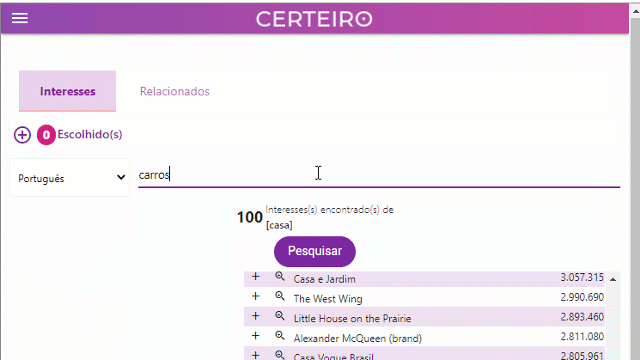 CERTEIRO
Interesses Relacionados
0 Escolhido(s)
Português carros
100 Interesses(s) encontrado(s) de
[casa]
Pesquisar
+ Casa e Jardim 3.057.315
+ The West Wing 2.990.690
+ Little House on the Prairie 2.893.460
+ Alexander McQueen (brand) 2.811.080
+ Casa Vogue Brasil 2.805.961